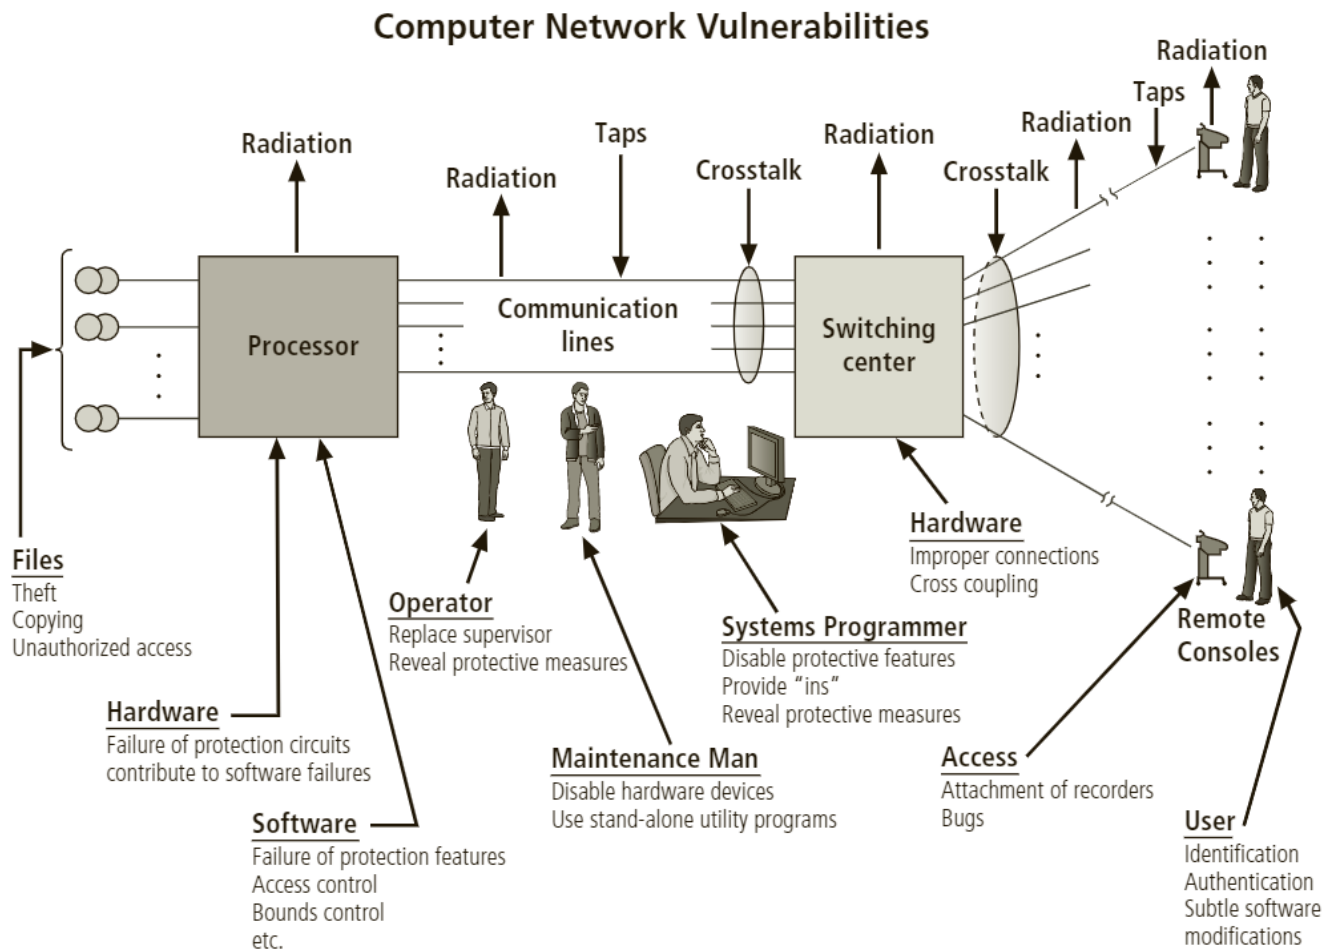 Computer Network Vulnerabilities
Radiation
Taps
Radiation
Radiation
Taps
Radiation
Radiation
Crosstalk
Crosstalk
Processor
Communication
lines
Switching
center
Files
Theft
Copying
Unauthorized access
Hardware
Failure of protection circuits
contribute to software failures
Software
Failure of protection features
Access control
Bounds control
etc.
Operator
Replace supervisor
Reveal protective measures
Maintenance Man
Disable hardware devices
Use stand-alone utility programs
Systems Programmer
Disable protective features
Provide “ins”
Reveal protective measures
Hardware
Improper connections
Cross coupling
Remote
Consoles
Access
Attachment of recorders
Bugs
User
Identification
Authentication
Subtle software
modifications